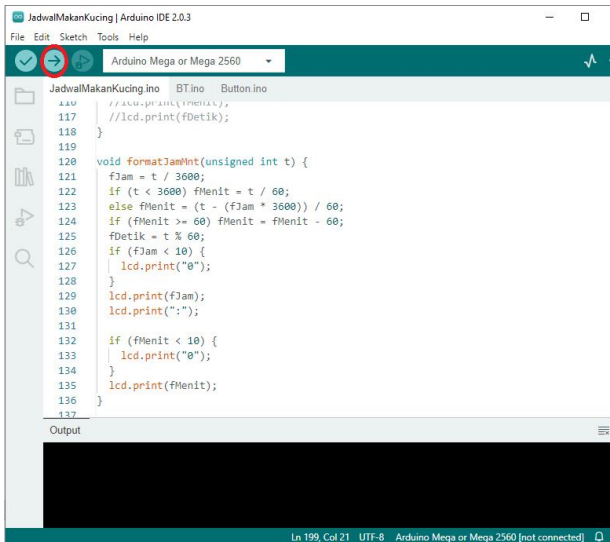 JadwalMakanKucing | Arduino IDE 2.0.3
File Edit Sketch Tools Help
Arduino Mega or Mega 2560
JadwalMakanKucing.ino BT.ino Button.ino
116 //lcd.print(fMenit);
117 //lcd.print(fDetik);
118 }
119
120 void formatJamMnt(unsigned int t) {
121 fJam = t / 3600;
122 if (t < 3600) fMenit = t / 60;
123 else fMenit = (t - (fJam * 3600)) / 60;
124 if (fMenit >= 60) fMenit = fMenit - 60;
125 fDetik = t % 60;
126 if (fJam < 10) {
127 lcd.print("0");
128 }
129 lcd.print(fJam);
130 lcd.print(":");
131
132 if (fMenit < 10) {
133 lcd.print("0");
134 }
135 lcd.print(fMenit);
136 }
137
Output
Ln 199, Col 21 UTF-8 Arduino Mega or Mega 2560 [not connected]